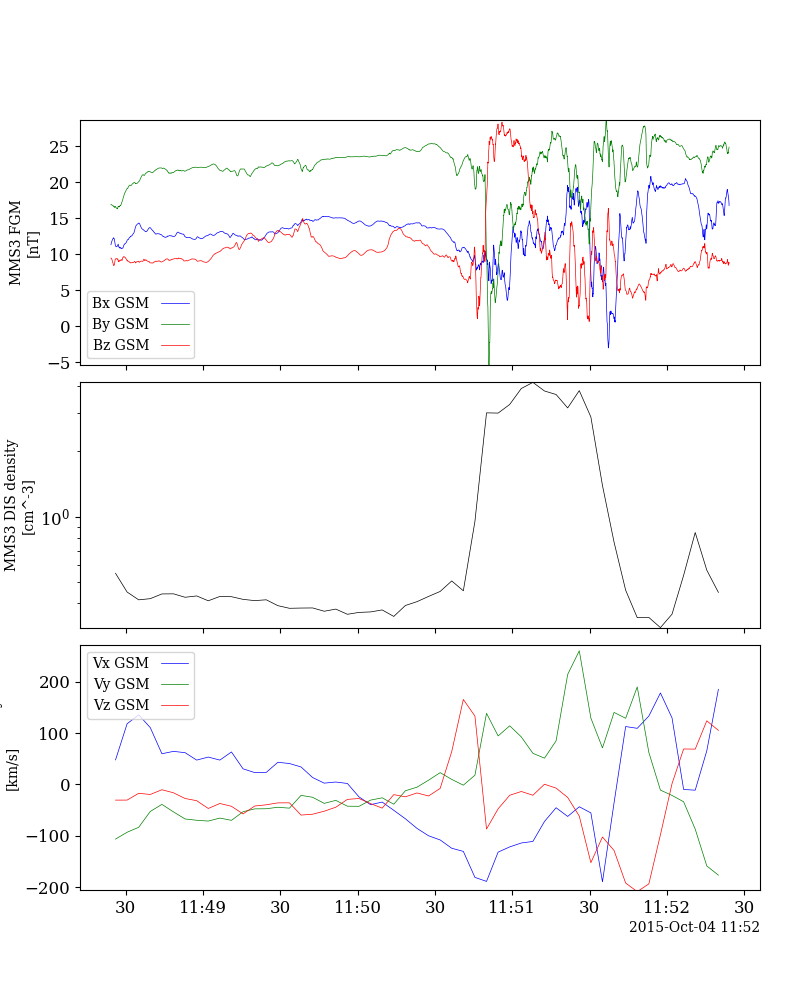 25
20
15
10
5
0
−5
MMS3 FGM
[nT]
Bx GSM
By GSM
Bz GSM
10^0
MMS3 DIS density
[cm^-3]
200
100
0
−100
−200
[km/s]
Vx GSM
Vy GSM
Vz GSM
30 11:49 30 11:50 30 11:51 30 11:52 30
2015-Oct-04 11:52